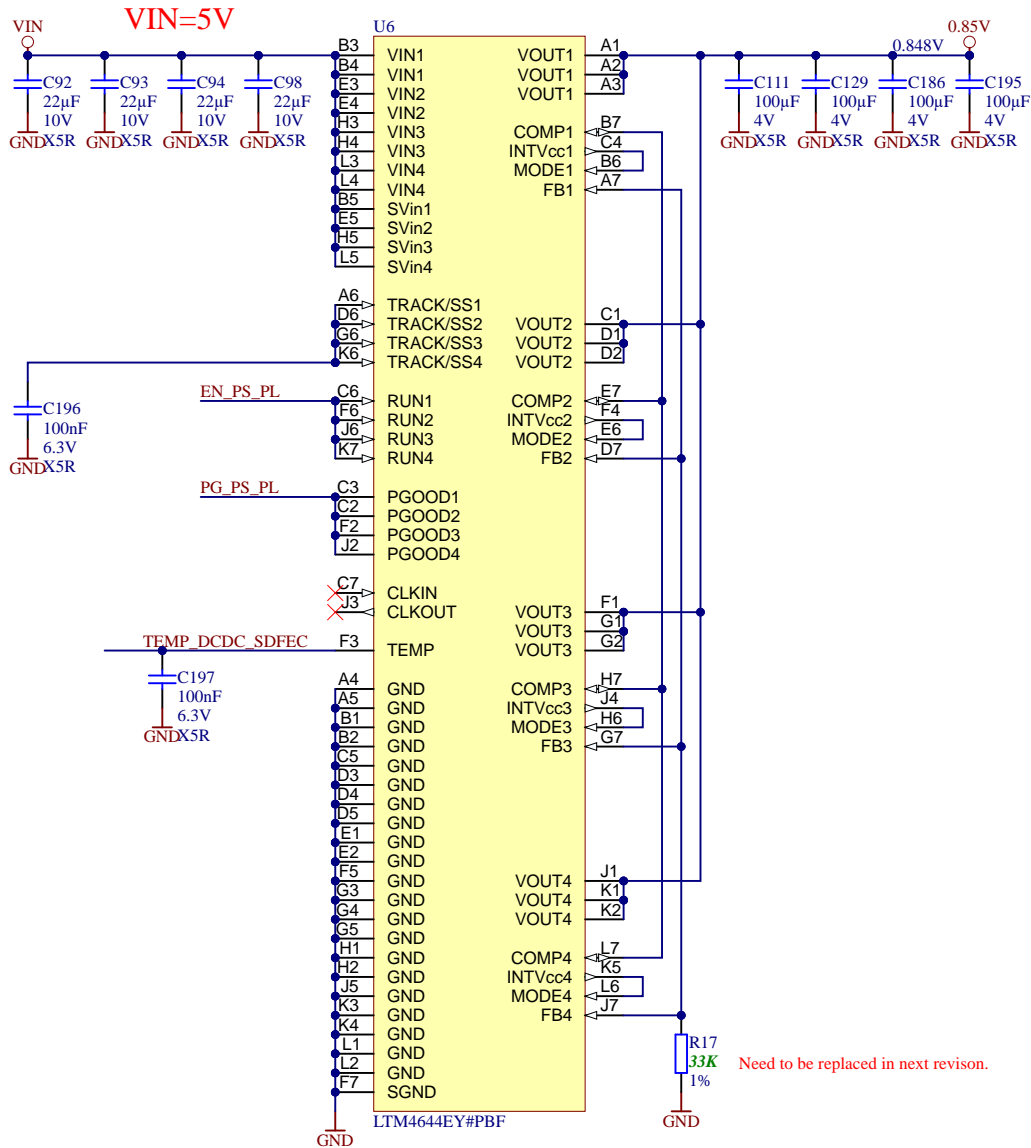 VIN=5V
VIN
U6
0.85V
0.848V
C92
22µF
10V
X5R
GND
C93
22µF
10V
X5R
GND
C94
22µF
10V
X5R
GND
C98
22µF
10V
X5R
GND
B3 VIN1
B4 VIN1
E3 VIN2
E4 VIN2
H3 VIN3
H4 VIN3
L3 VIN4
L4 VIN4
B5 SVin1
E5 SVin2
H5 SVin3
L5 SVin4
A6 TRACK/SS1
D6 TRACK/SS2
G6 TRACK/SS3
K6 TRACK/SS4
C196
100nF
6.3V
X5R
GND
EN_PS_PL
C6 RUN1
F6 RUN2
J6 RUN3
K7 RUN4
PG_PS_PL
C3 PGOOD1
C2 PGOOD2
F2 PGOOD3
J2 PGOOD4
C7 CLKIN
J3 CLKOUT
TEMP_DCDC_SDFEC
F3 TEMP
C197
100nF
6.3V
X5R
GND
A4 GND
A5 GND
B1 GND
B2 GND
C5 GND
D3 GND
D4 GND
D5 GND
E1 GND
E2 GND
F5 GND
G3 GND
G4 GND
G5 GND
H1 GND
H2 GND
J5 GND
K3 GND
K4 GND
L1 GND
L2 GND
F7 SGND
GND
LTM4644EY#PBF
VOUT1 A1
VOUT1 A2
VOUT1 A3
COMP1 B7
INTVcc1 C4
MODE1 B6
FB1 A7
VOUT2 C1
VOUT2 D1
VOUT2 D2
COMP2 E7
INTVcc2 F4
MODE2 E6
FB2 D7
VOUT3 F1
VOUT3 G1
VOUT3 G2
COMP3 H7
INTVcc3 J4
MODE3 H6
FB3 G7
VOUT4 J1
VOUT4 K1
VOUT4 K2
COMP4 L7
INTVcc4 K5
MODE4 L6
FB4 J7
C111
100µF
4V
X5R
GND
C129
100µF
4V
X5R
GND
C186
100µF
4V
X5R
GND
C195
100µF
4V
X5R
GND
R17
33K
1%
GND
Need to be replaced in next revison.